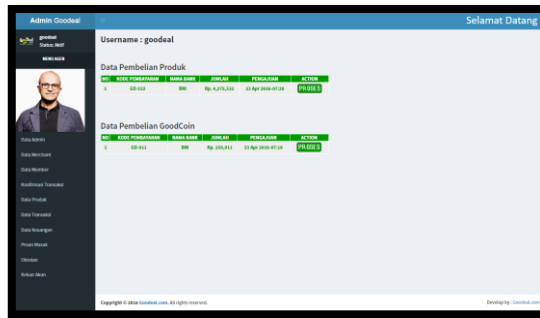 Admin Goodeal
Selamat Datang
goodeal
Status: Aktif
MENU ADMIN
Data Admin
Data Merchant
Data Member
Konfirmasi Transaksi
Data Produk
Data Transaksi
Data Keuangan
Pesan Masuk
Obrolan
Keluar Akun
Username : goodeal
Data Pembelian Produk
NO KODE PEMBAYARAN NAMA BANK JUMLAH PENGAJUAN ACTION
1 BNI PROSES
Data Pembelian GoodCoin
NO KODE PEMBAYARAN NAMA BANK JUMLAH PENGAJUAN ACTION
1 BNI PROSES
Copyright © 2016 Goodeal.com. All rights reserved.
Develop by : Goodeal.com